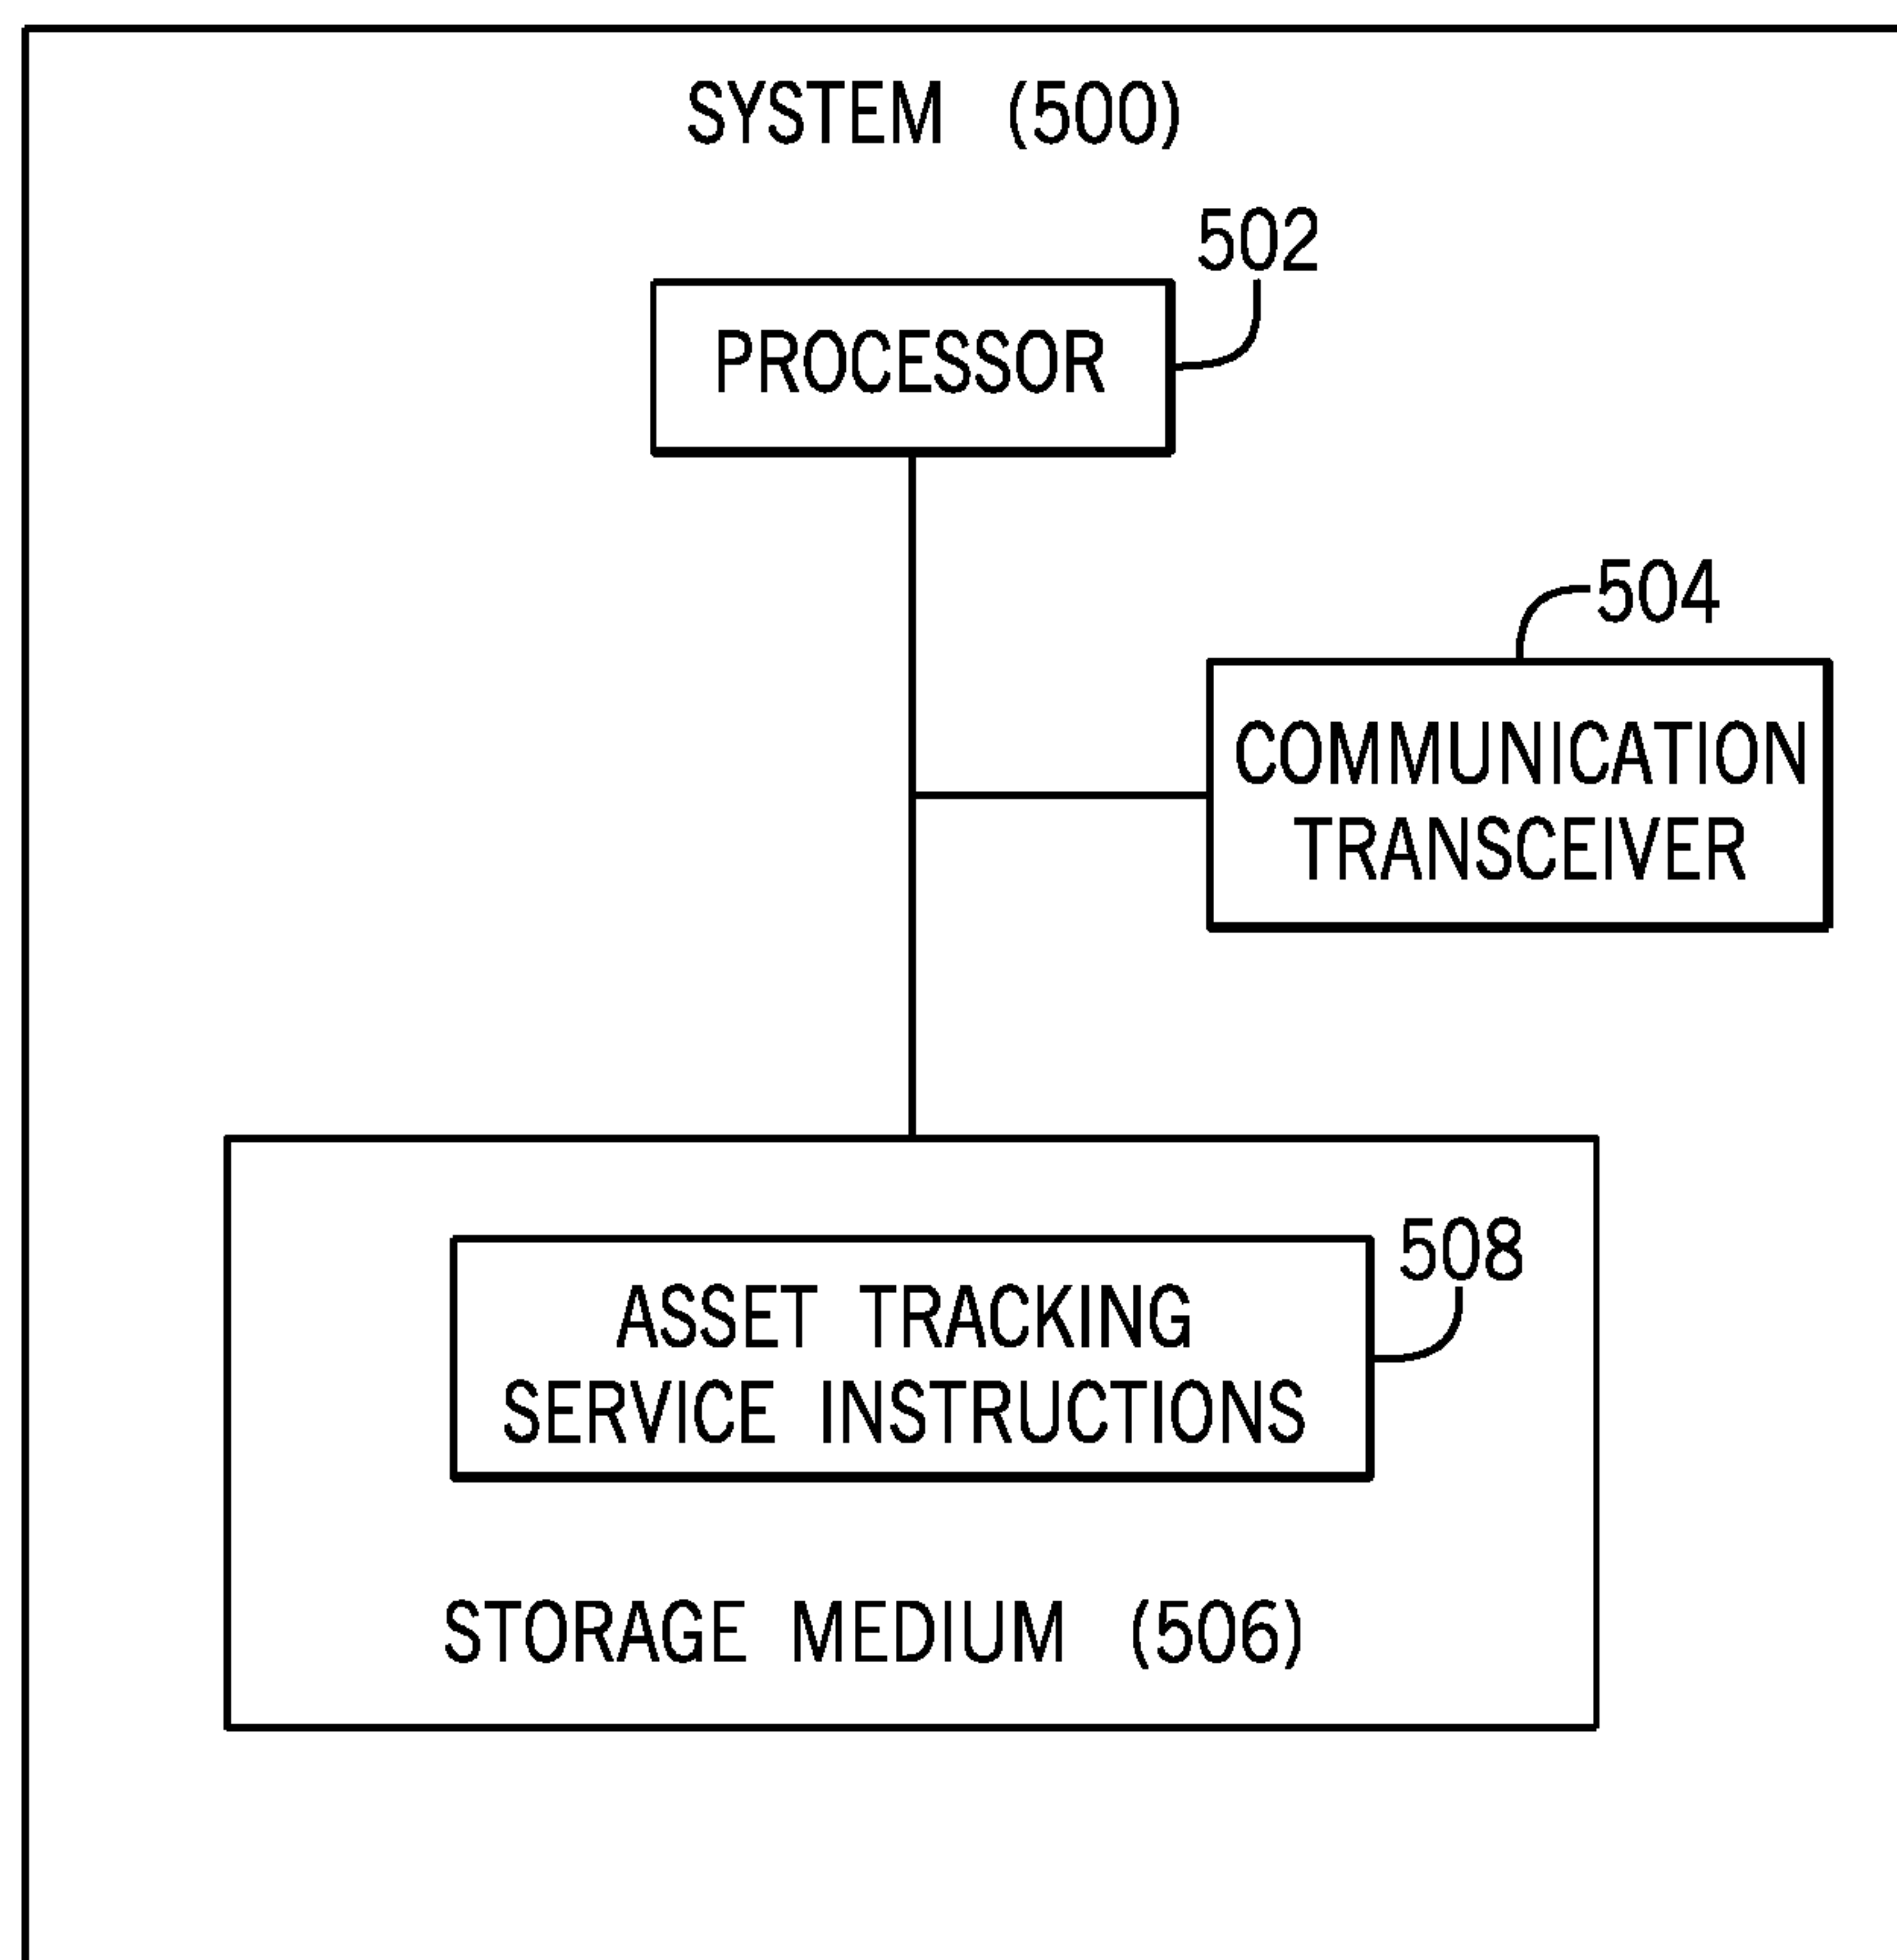 SYSTEM (500)
502
PROCESSOR
504
COMMUNICATION
TRANSCEIVER
508
ASSET TRACKING
SERVICE INSTRUCTIONS
STORAGE MEDIUM (506)